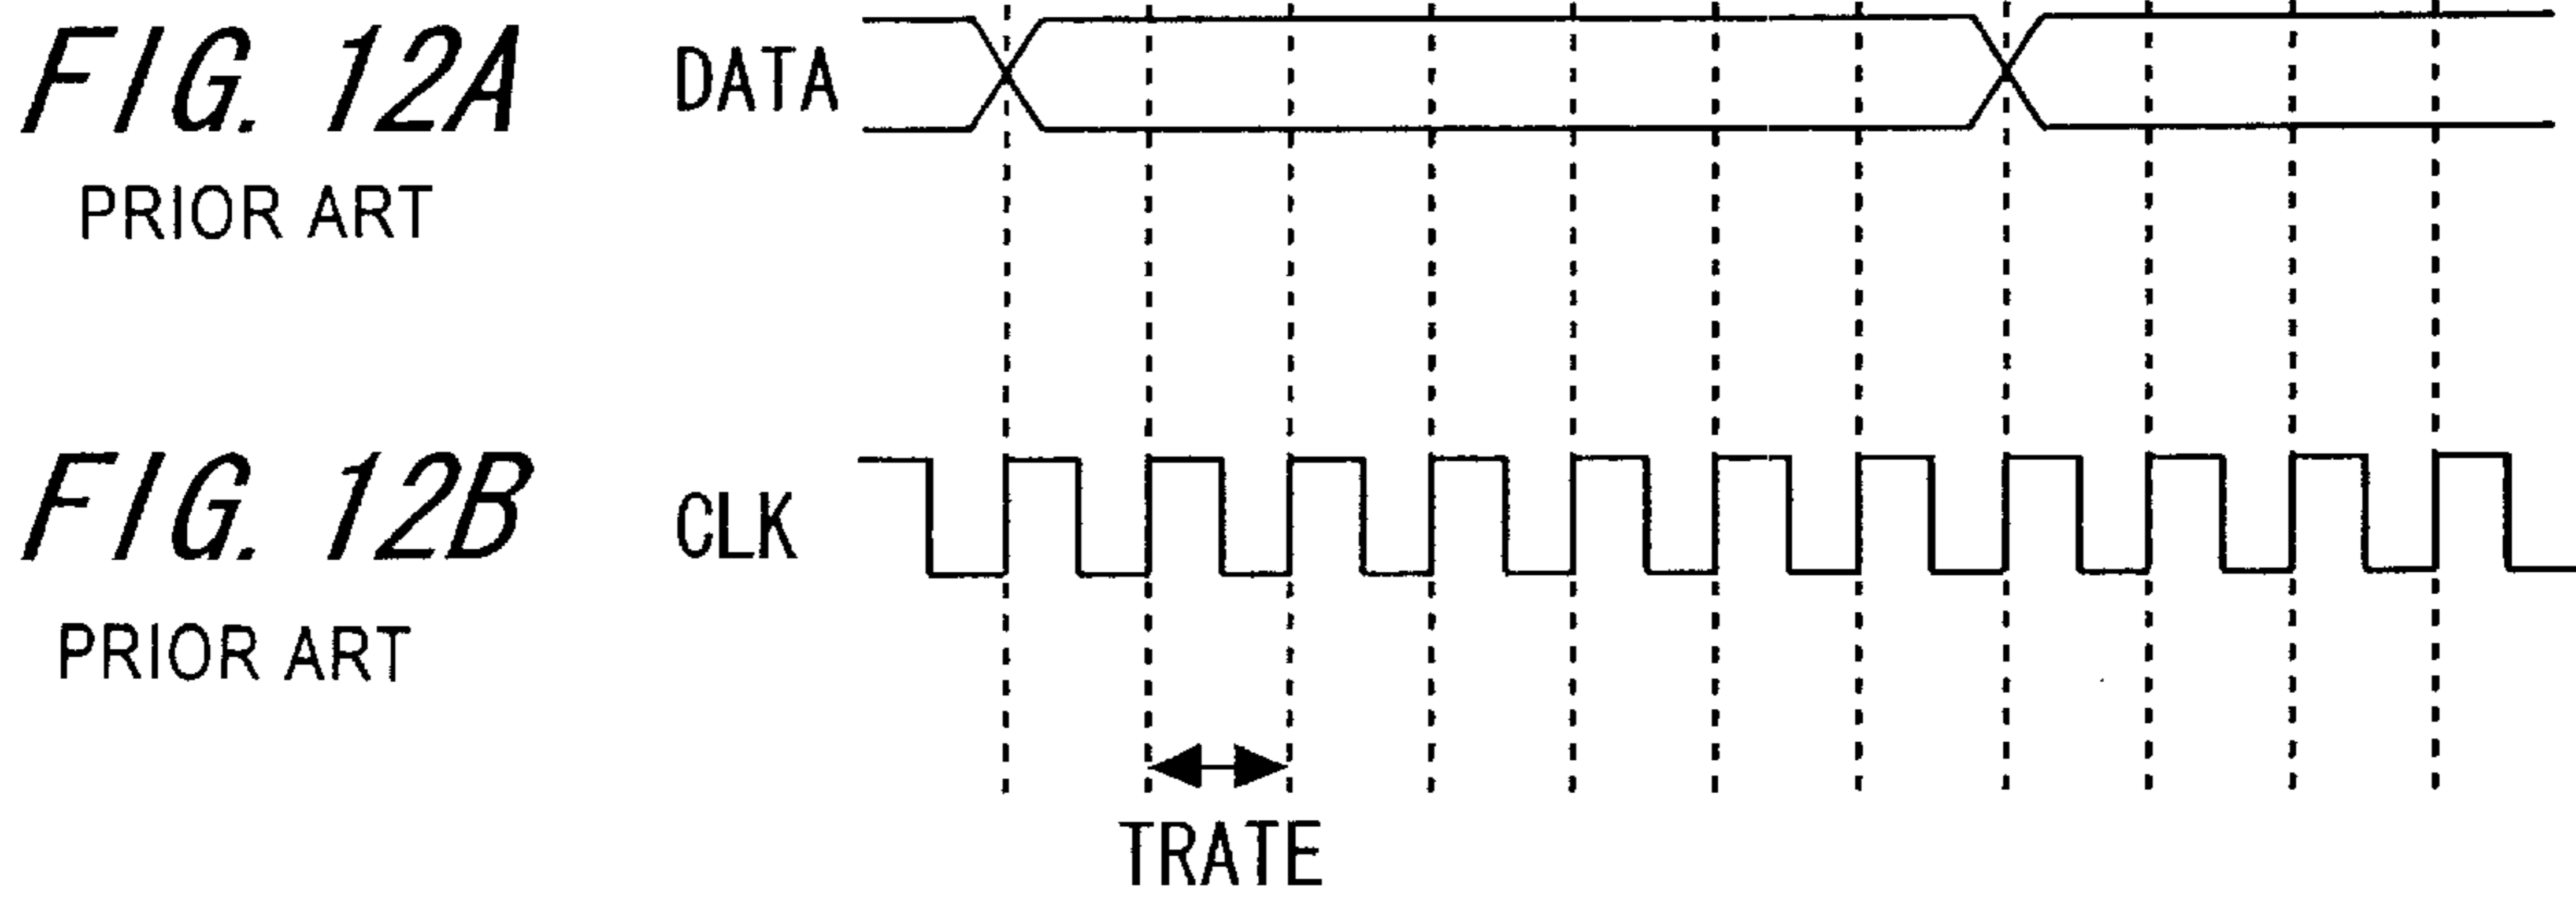 FIG. 12A
PRIOR ART
DATA
FIG. 12B
PRIOR ART
CLK
TRATE